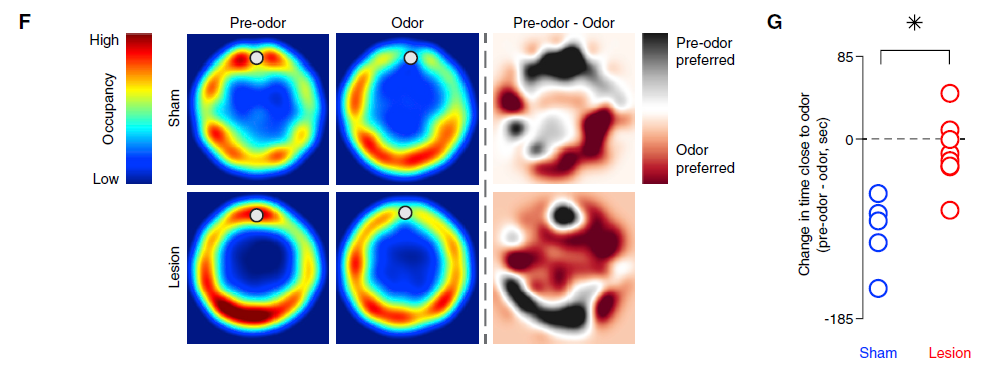 F
Pre-odor
Odor
Pre-odor - Odor
High
Occupancy
Low
Sham
Lesion
Pre-odor
preferred
Odor
preferred
G
*
85
0
-185
Change in time close to odor
(pre-odor - odor, sec)
Sham
Lesion